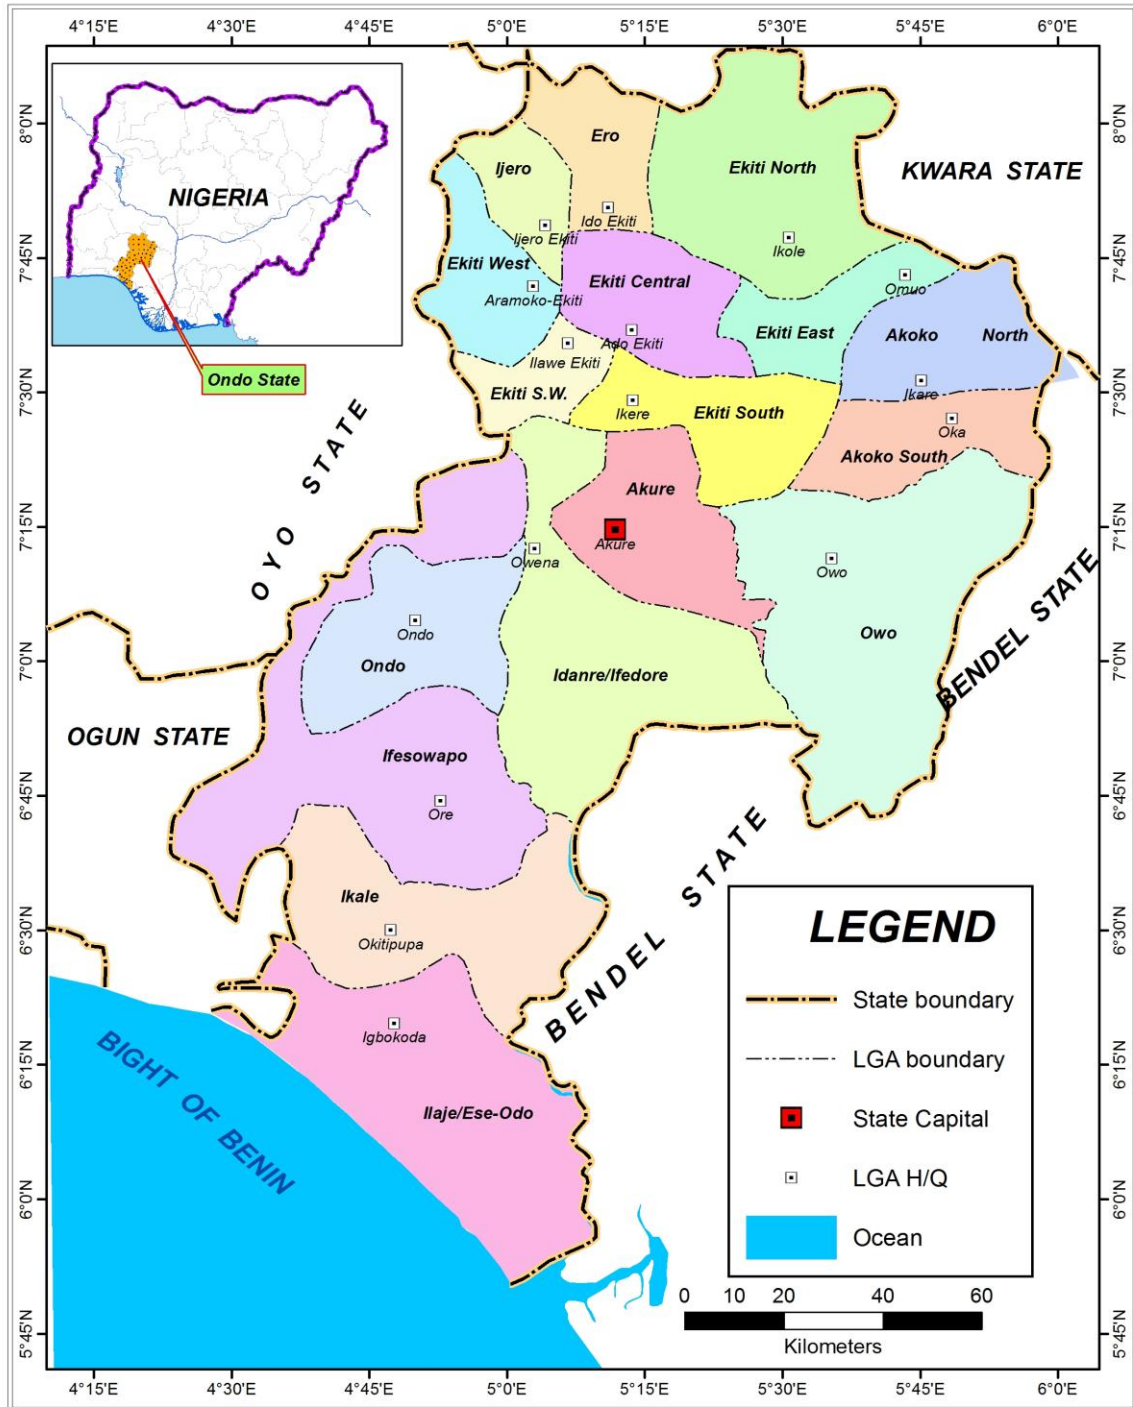 4°15'E 4°30'E 4°45'E 5°0'E 5°15'E 5°30'E 5°45'E 6°0'E
8°0'N
7°45'N
7°30'N
7°15'N
7°0'N
6°45'N
6°30'N
6°15'N
6°0'N
5°45'N
8°0'N
7°45'N
7°30'N
7°15'N
7°0'N
6°45'N
6°30'N
6°15'N
6°0'N
5°45'N
NIGERIA
Ondo State
KWARA STATE
OYO STATE
OGUN STATE
BENDEL STATE
BENDEL STATE
BIGHT OF BENIN
Ero
Ijero
Ekiti North
Ido Ekiti
Ijero Ekiti
Ikole
Ekiti West
Ekiti Central
Omuo
Aramoko-Ekiti
Ekiti East
Akoko North
Ado Ekiti
Ilawe Ekiti
Ekiti S.W.
Ikere
Ekiti South
Ikare
Oka
Akoko South
Akure
Akure
Owena
Owo
Owo
Ondo
Ondo
Idanre/Ifedore
Ifesowapo
Ore
Ikale
Okitipupa
Igbokoda
Ilaje/Ese-Odo
LEGEND
State boundary
LGA boundary
State Capital
LGA H/Q
Ocean
0 10 20 40 60
Kilometers
4°15'E 4°30'E 4°45'E 5°0'E 5°15'E 5°30'E 5°45'E 6°0'E